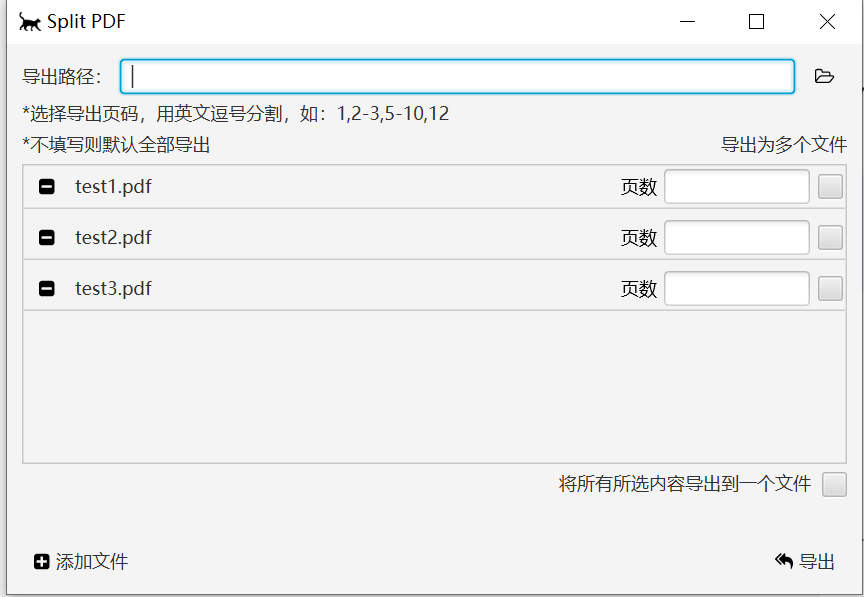 Split PDF
导出路径：
*选择导出页码，用英文逗号分割，如：1,2-3,5-10,12
*不填写则默认全部导出 导出为多个文件
test1.pdf 页数
test2.pdf 页数
test3.pdf 页数
将所有所选内容导出到一个文件
添加文件 导出